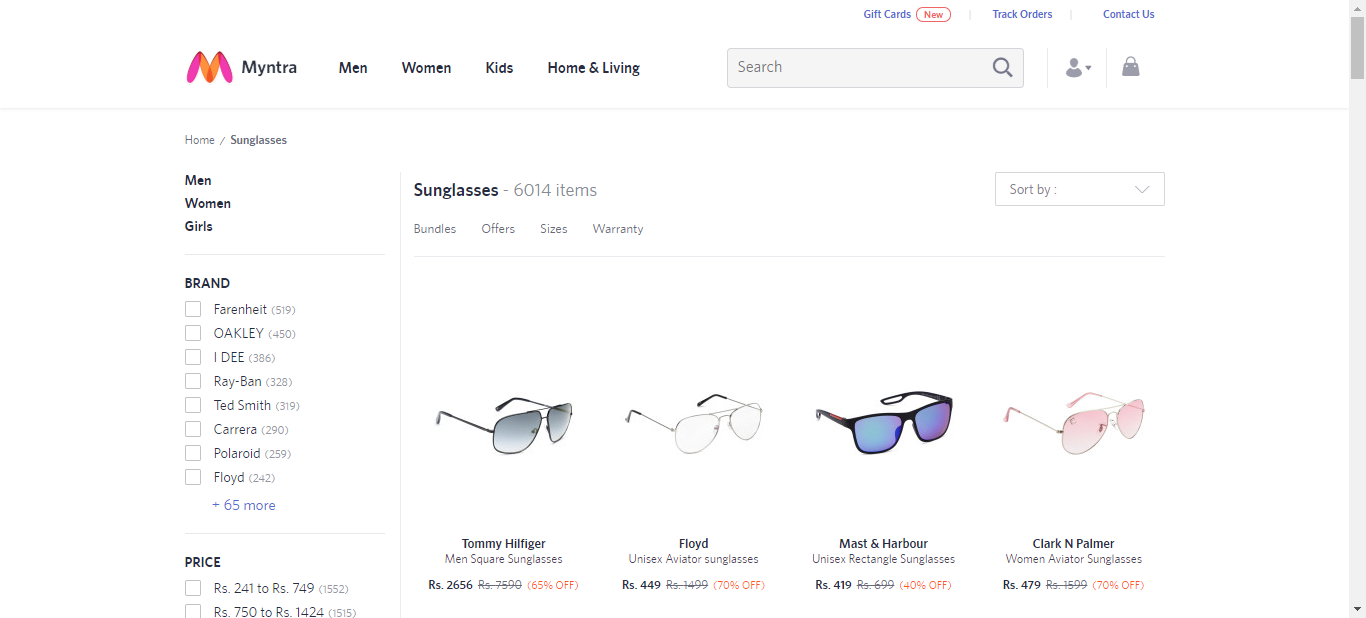 Gift Cards New Track Orders Contact Us
Myntra Men Women Kids Home & Living Search
Home / Sunglasses
Men
Women
Girls
BRAND
Farenheit (519)
OAKLEY (450)
I DEE (386)
Ray-Ban (328)
Ted Smith (319)
Carrera (290)
Polaroid (259)
Floyd (242)
+ 65 more
PRICE
Rs. 241 to Rs. 749 (1552)
Rs. 750 to Rs. 1424 (1515)
Sunglasses - 6014 items
Sort by :
Bundles Offers Sizes Warranty
Tommy Hilfiger
Men Square Sunglasses
Rs. 2656 Rs. 7590 (65% OFF)
Floyd
Unisex Aviator sunglasses
Rs. 449 Rs. 1499 (70% OFF)
Mast & Harbour
Unisex Rectangle Sunglasses
Rs. 419 Rs. 699 (40% OFF)
Clark N Palmer
Women Aviator Sunglasses
Rs. 479 Rs. 1599 (70% OFF)